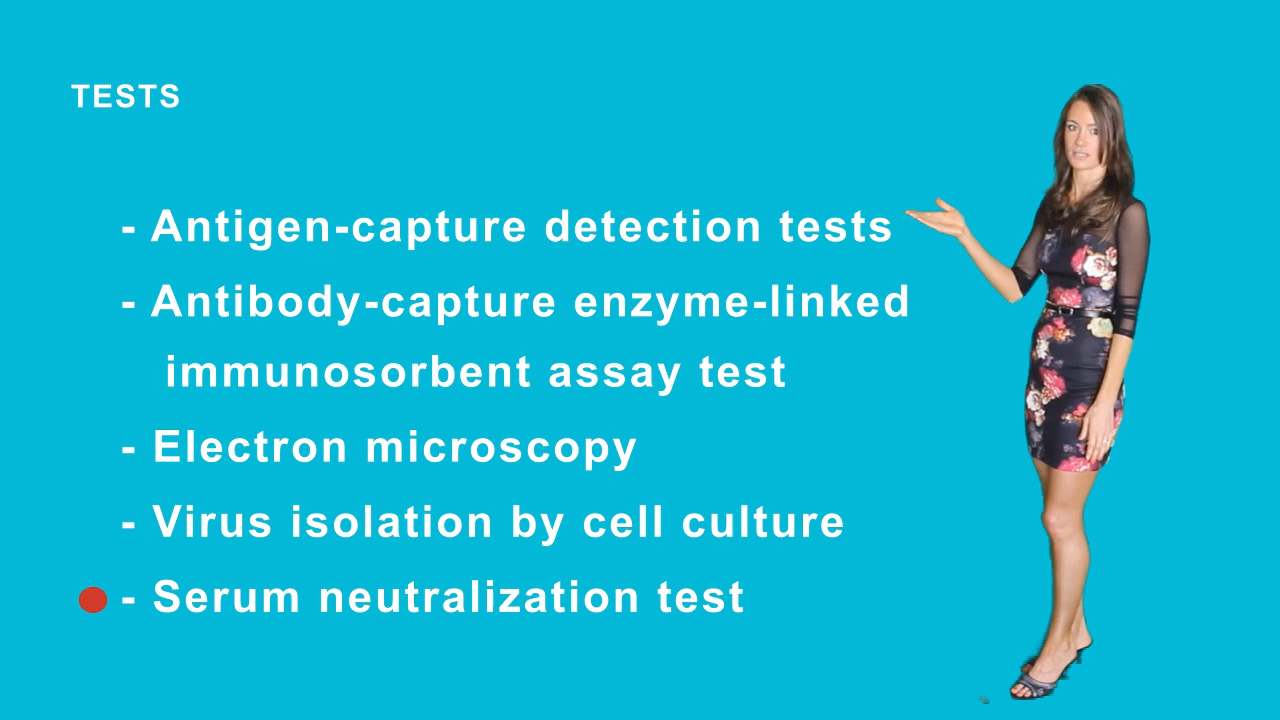 TESTS
- Antigen-capture detection tests
- Antibody-capture enzyme-linked
immunosorbent assay test
- Electron microscopy
- Virus isolation by cell culture
- Serum neutralization test